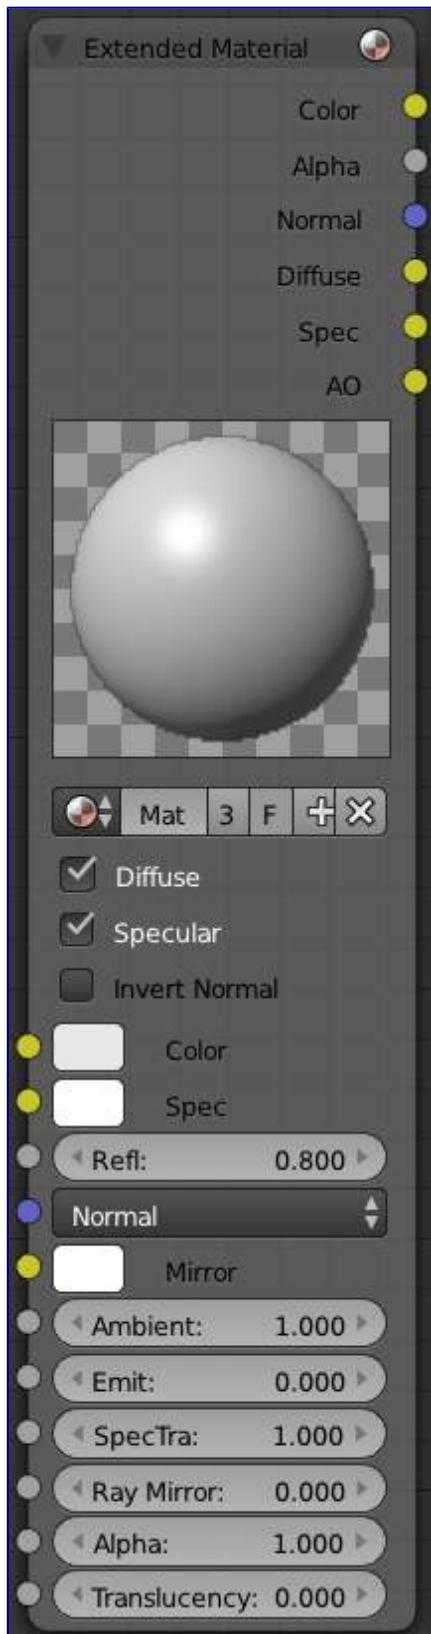 Extended Material
Color
Alpha
Normal
Diffuse
Spec
AO
Mat 3 F
Diffuse
Specular
Invert Normal
Color
Spec
Refl: 0.800
Normal
Mirror
Ambient: 1.000
Emit: 0.000
SpecTra: 1.000
Ray Mirror: 0.000
Alpha: 1.000
Translucency: 0.000